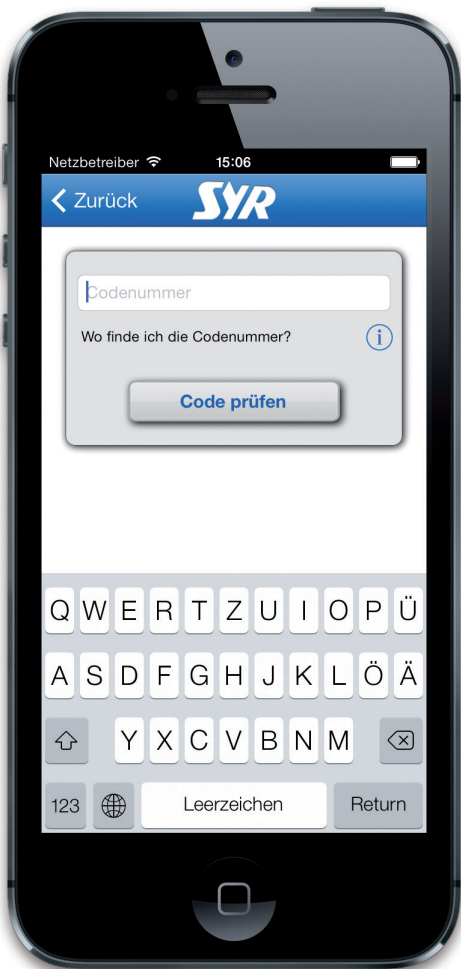 Netzbetreiber 15:06
Zurück SYR
Codenummer
Wo finde ich die Codenummer? i
Code prüfen
Q W E R T Z U I O P Ü
A S D F G H J K L Ö Ä
Y X C V B N M
123 Leerzeichen Return